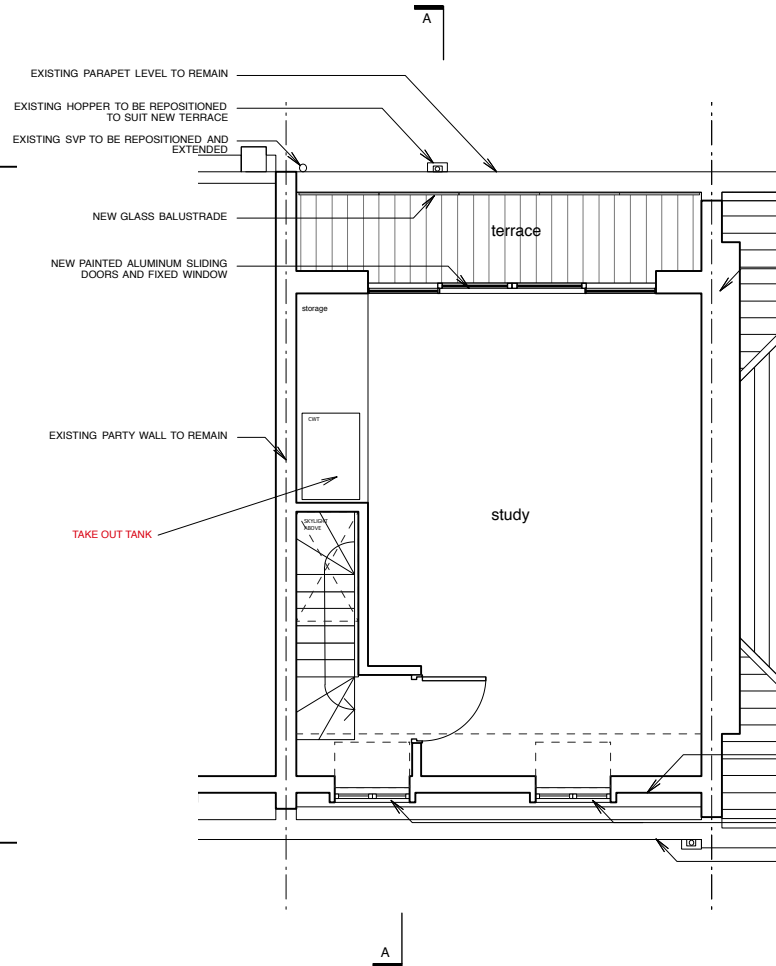 A
EXISTING PARAPET LEVEL TO REMAIN
EXISTING HOPPER TO BE REPOSITIONED
TO SUIT NEW TERRACE
EXISTING SVP TO BE REPOSITIONED AND
EXTENDED
NEW GLASS BALUSTRADE
terrace
NEW PAINTED ALUMINUM SLIDING
DOORS AND FIXED WINDOW
storage
CWT
EXISTING PARTY WALL TO REMAIN
study
SKYLIGHT
ABOVE
TAKE OUT TANK
A